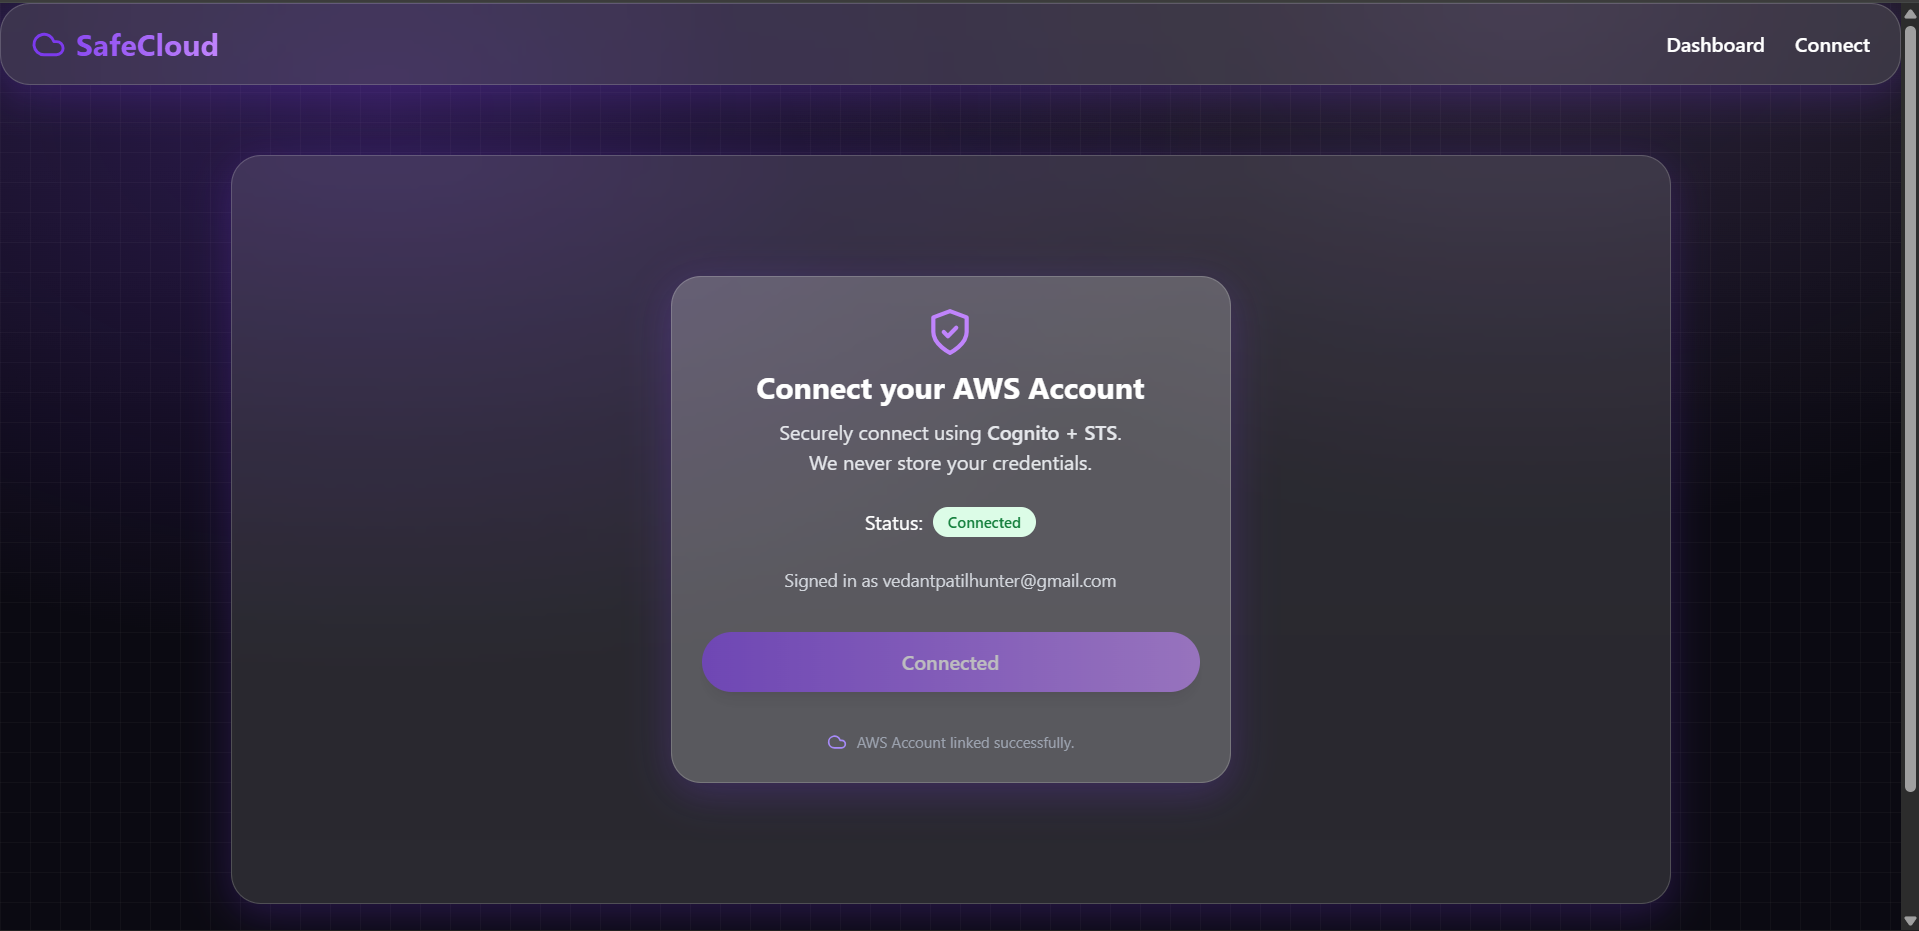 SafeCloud
Dashboard
Connect
Connect your AWS Account
Securely connect using Cognito + STS.
We never store your credentials.
Status: Connected
Signed in as vedantpatilhunter@gmail.com
Connected
AWS Account linked successfully.